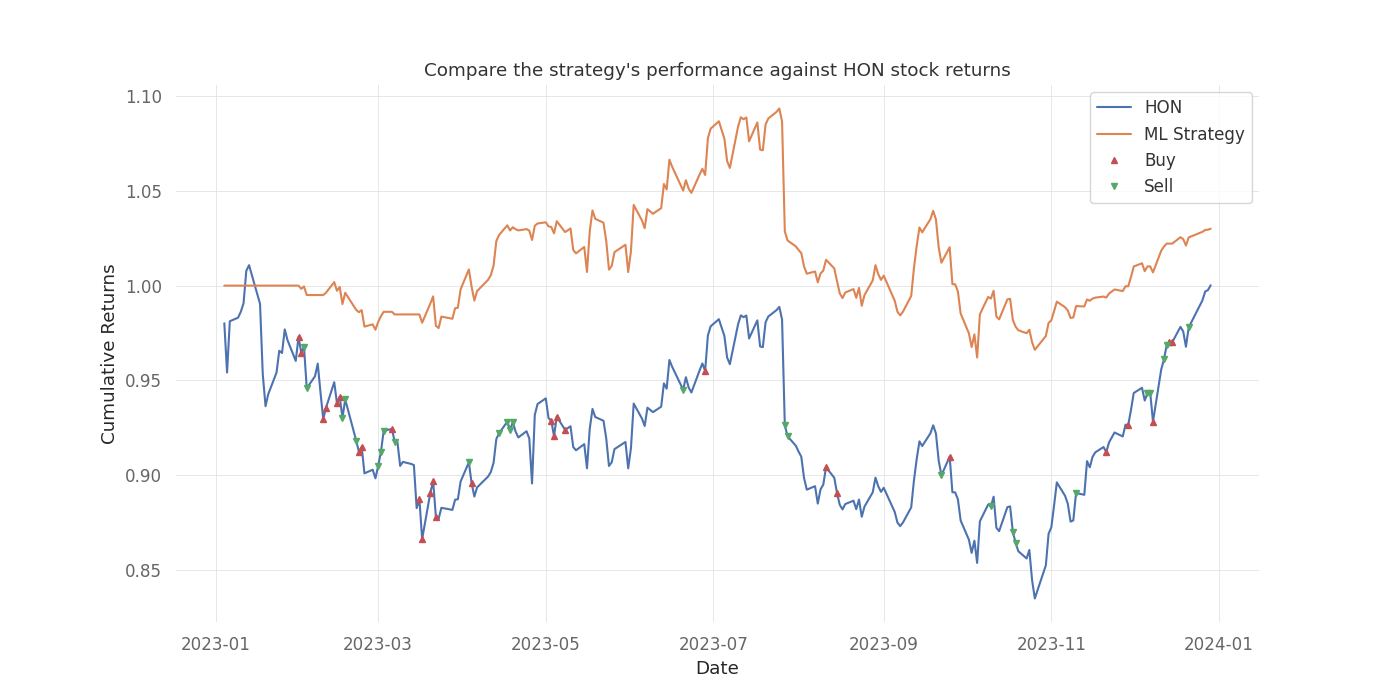 Compare the strategy's performance against HON stock returns
HON
ML Strategy
Buy
Sell
Cumulative Returns
1.10
1.05
1.00
0.95
0.90
0.85
2023-01
2023-03
2023-05
2023-07
2023-09
2023-11
2024-01
Date